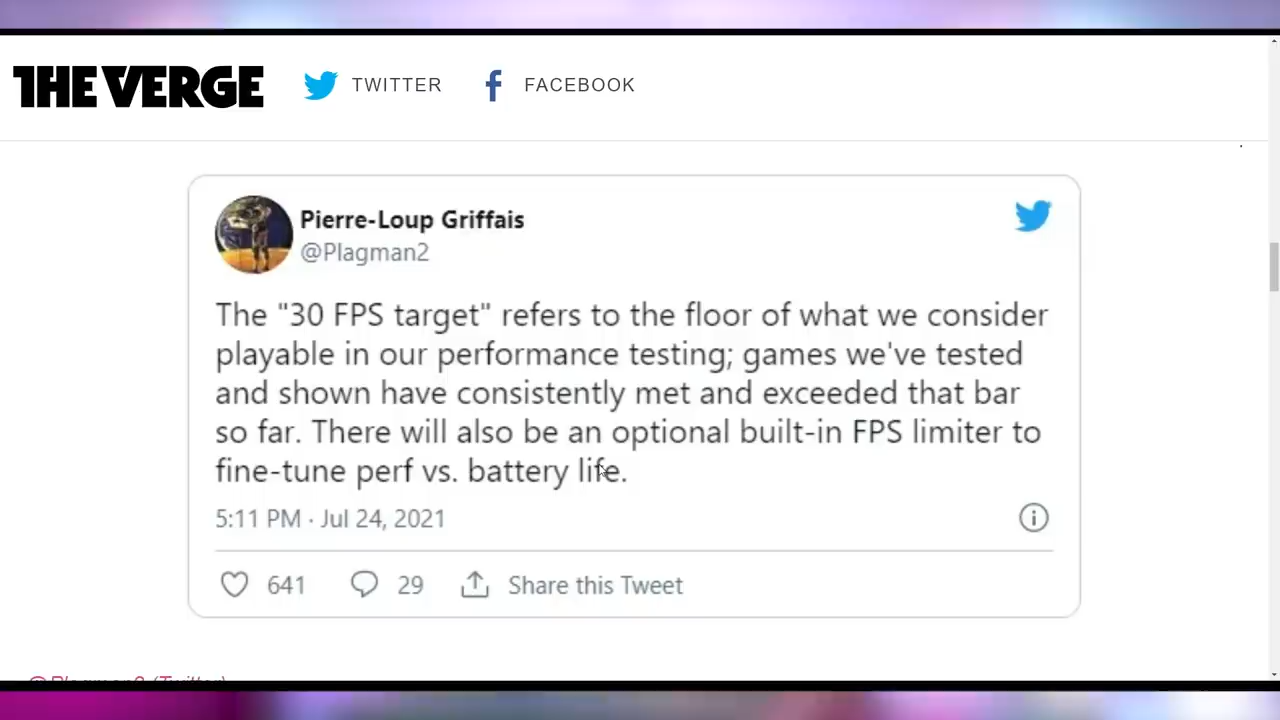 THE VERGE TWITTER FACEBOOK
Pierre-Loup Griffais
@Plagman2
The "30 FPS target" refers to the floor of what we consider
playable in our performance testing; games we've tested
and shown have consistently met and exceeded that bar
so far. There will also be an optional built-in FPS limiter to
fine-tune perf vs. battery life.
5:11 PM · Jul 24, 2021
641 29 Share this Tweet
@Plagman2 (Twitter)